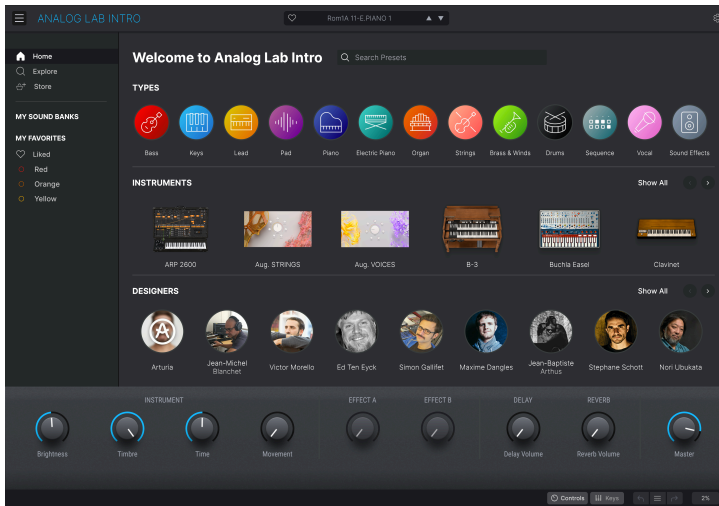 ANALOG LAB INTRO
Rom1A 11-E.PIANO 1
Home
Explore
Store
MY SOUND BANKS
MY FAVORITES
Liked
Red
Orange
Yellow
Welcome to Analog Lab Intro
Search Presets
TYPES
Bass
Keys
Lead
Pad
Piano
Electric Piano
Organ
Strings
Brass & Winds
Drums
Sequence
Vocal
Sound Effects
INSTRUMENTS
Show All
ARP 2600
Aug. STRINGS
Aug. VOICES
B-3
Buchla Easel
Clavinet
DESIGNERS
Show All
Arturia
Jean-Michel
Blanchet
Victor Morello
Ed Ten Eyck
Simon Gallifet
Maxime Dangles
Jean-Baptiste
Arthus
Stephane Schott
Nori Ubukata
INSTRUMENT
EFFECT A
EFFECT B
DELAY
REVERB
Brightness
Timbre
Time
Movement
Delay Volume
Reverb Volume
Master
Controls
Keys
2%